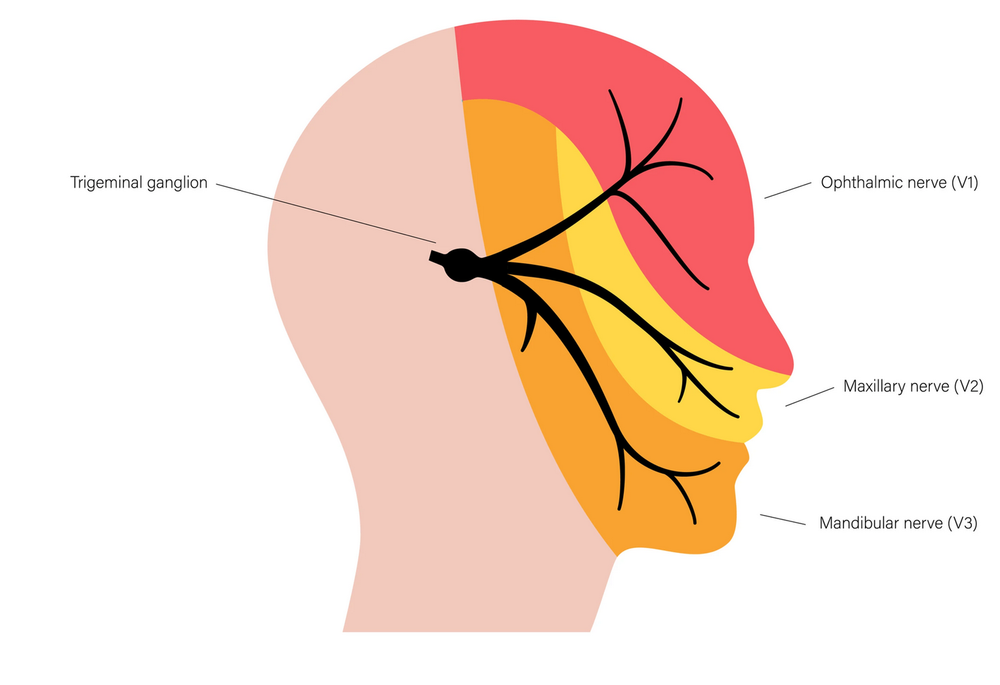 Trigeminal ganglion
Ophthalmic nerve (V1)
Maxillary nerve (V2)
Mandibular nerve (V3)